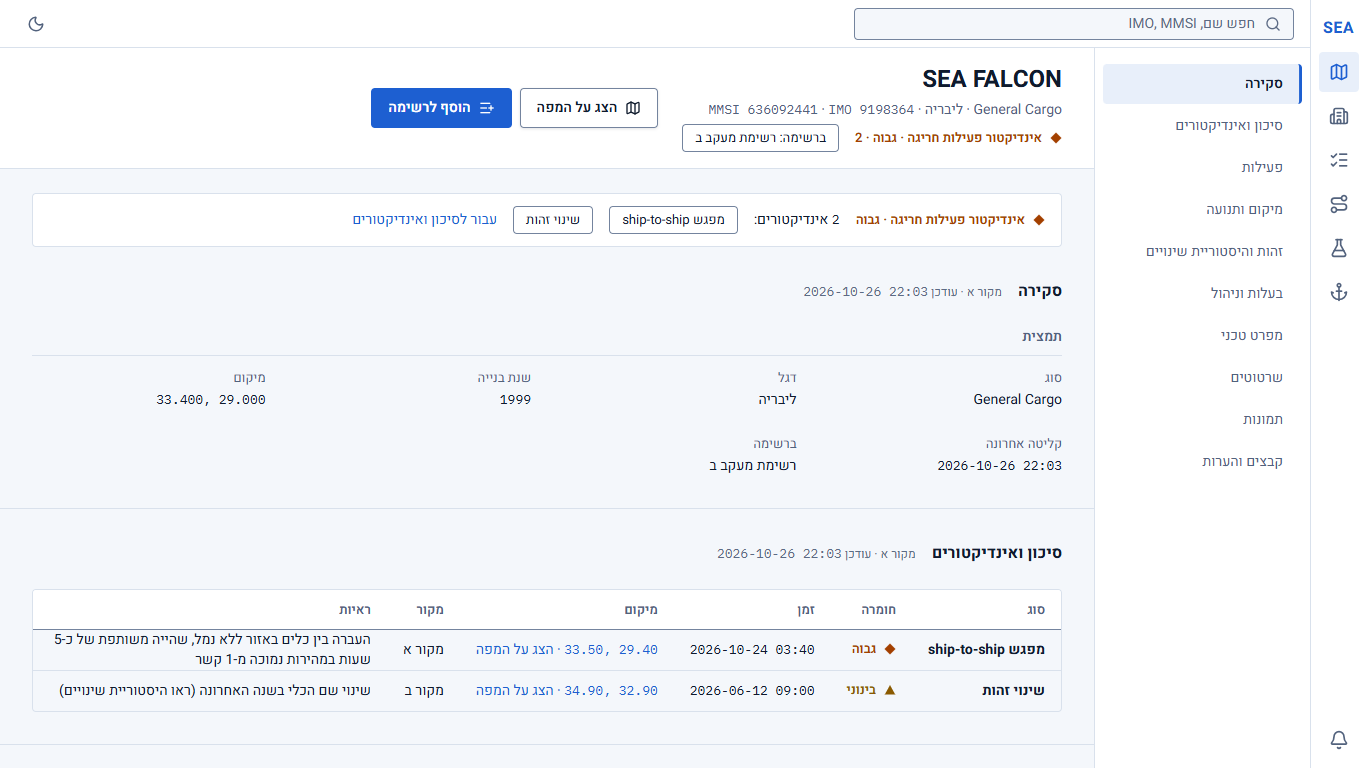 SEA
חפש שם, IMO, MMSI
סקירה
סיכון ואינדיקטורים
פעילות
מיקום ותנועה
זהות והיסטוריית שינויים
בעלות וניהול
מפרט טכני
שרטוטים
תמונות
קבצים והערות
SEA FALCON
General Cargo · ליבריה · IMO 9198364 · MMSI 636092441
אינדיקטור פעילות חריגה · גבוה · 2
ברשימה: רשימת מעקב ב
הצג על המפה
הוסף לרשימה
אינדיקטור פעילות חריגה · גבוה 2 אינדיקטורים: מפגש ship-to-ship שינוי זהות עבור לסיכון ואינדיקטורים
סקירה מקור א · עודכן 2026-10-26 22:03
תמצית
סוג דגל שנת בנייה מיקום
General Cargo ליבריה 1999 33.400, 29.000
קליטה אחרונה ברשימה
2026-10-26 22:03 רשימת מעקב ב
סיכון ואינדיקטורים מקור א · עודכן 2026-10-26 22:03
סוג חומרה זמן מיקום מקור ראיות
מפגש ship-to-ship גבוה 2026-10-24 03:40 33.50, 29.40 · הצג על המפה מקור א העברה בין כלים באזור ללא נמל, שהייה משותפת של כ-5
שעות במהירות נמוכה מ-1 קשר
שינוי זהות בינוני 2026-06-12 09:00 34.90, 32.90 · הצג על המפה מקור ב שינוי שם הכלי בשנה האחרונה (ראו היסטוריית שינויים)